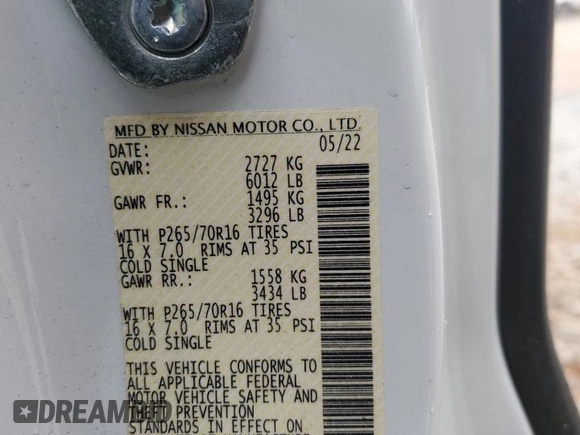 MFD BY NISSAN MOTOR CO., LTD.
DATE: 05/22
GVWR: 2727 KG
6012 LB
GAWR FR.: 1495 KG
3296 LB
WITH P265/70R16 TIRES
16 X 7.0 RIMS AT 35 PSI
COLD SINGLE
GAWR RR.: 1558 KG
3434 LB
WITH P265/70R16 TIRES
16 X 7.0 RIMS AT 35 PSI
COLD SINGLE
THIS VEHICLE CONFORMS TO
ALL APPLICABLE FEDERAL
MOTOR VEHICLE SAFETY AND
THEFT PREVENTION
STANDARDS IN EFFECT ON